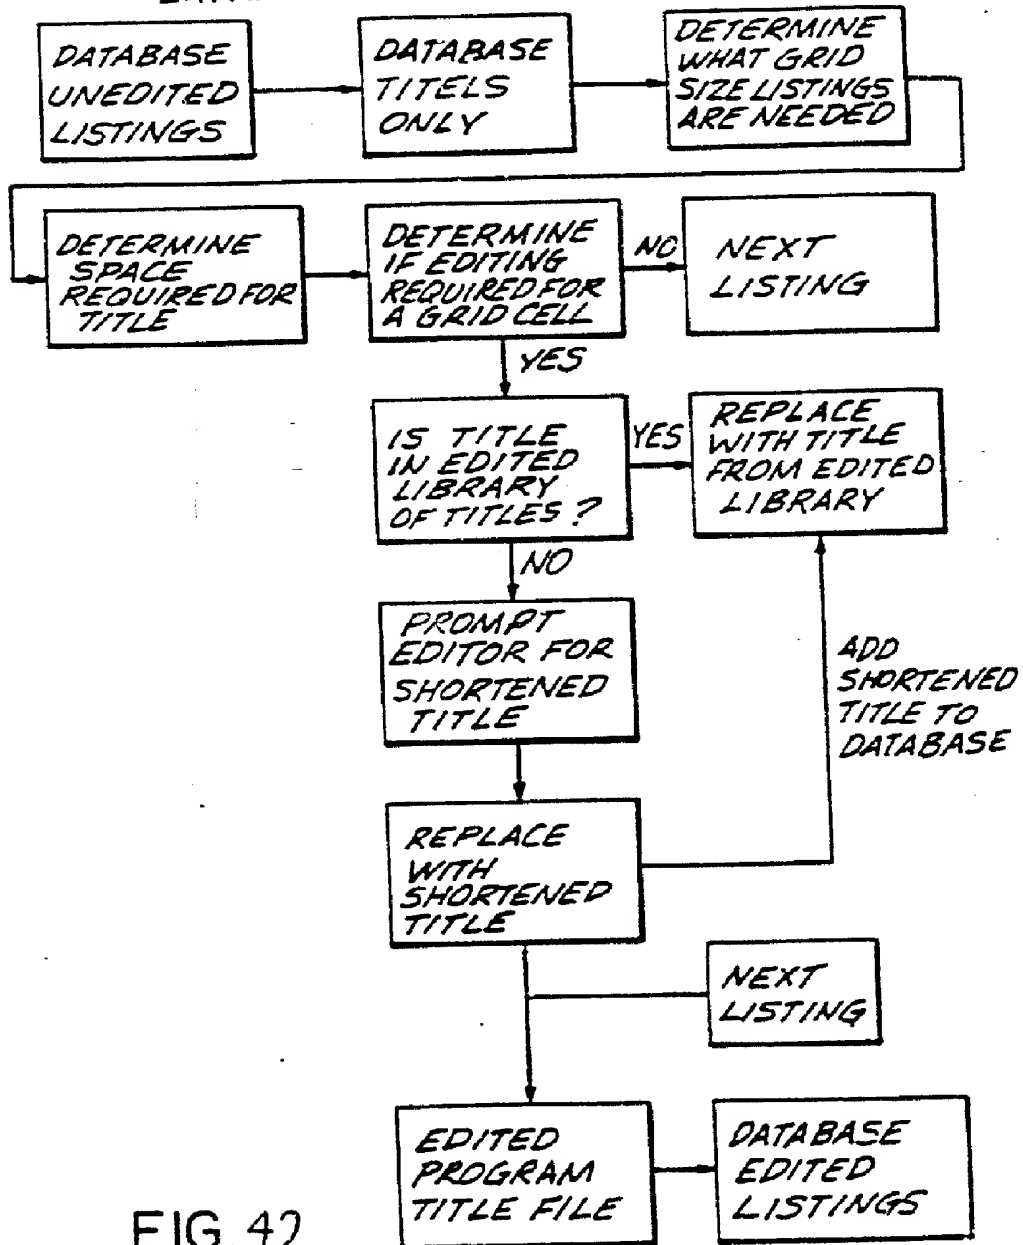 DATABASE
UNEDITED
LISTINGS
DATABASE
TITELS
ONLY
DETERMINE
WHAT GRID
SIZE LISTINGS
ARE NEEDED
DETERMINE
SPACE
REQUIRED FOR
TITLE
DETERMINE
IF EDITING
REQUIRED FOR
A GRID CELL
NO
NEXT
LISTING
YES
IS TITLE
IN EDITED
LIBRARY
OF TITLES?
YES
REPLACE
WITH TITLE
FROM EDITED
LIBRARY
NO
PROMPT
EDITOR FOR
SHORTENED
TITLE
ADD
SHORTENED
TITLE TO
DATABASE
REPLACE
WITH
SHORTENED
TITLE
NEXT
LISTING
EDITED
PROGRAM
TITLE FILE
DATABASE
EDITED
LISTINGS
FIG. 42